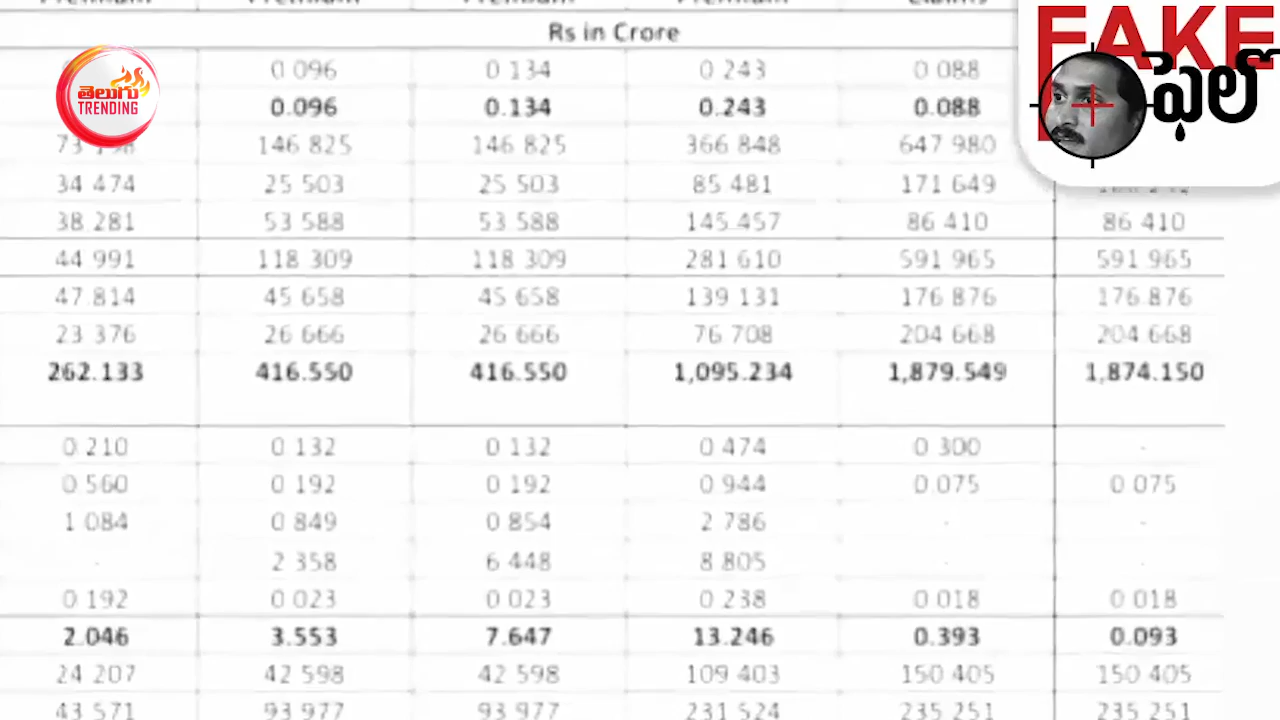 Rs in Crore
0 096 0 134 0 243 0 088
0.096 0.134 0.243 0.088
146 825 146 825 366 848 647 980
34 474 25 503 25 503 85 481 171 649
38 281 53 588 53 588 145 457 86 410 86 410
44 991 118 309 118 309 281 610 591 965 591 965
47.814 45 658 45 658 139 131 176 876 176.876
23 376 26 666 26 666 76 708 204 668 204 668
262.133 416.550 416.550 1,095.234 1,879.549 1,874.150
0 210 0 132 0 132 0 474 0 300 -
0.560 0 192 0 192 0 944 0 075 0 075
1 084 0 849 0 854 2 786 - -
- 2 358 6 448 8 805 - -
0 192 0 023 0 023 0 238 0 018 0 018
2.046 3.553 7.647 13.246 0.393 0.093
24 207 42 598 42 598 109 403 150 405 150 405
43 571 93 977 93 977 231 524 235 251 235 251
తెలుగు
TRENDING
FAKE
ఫెలో